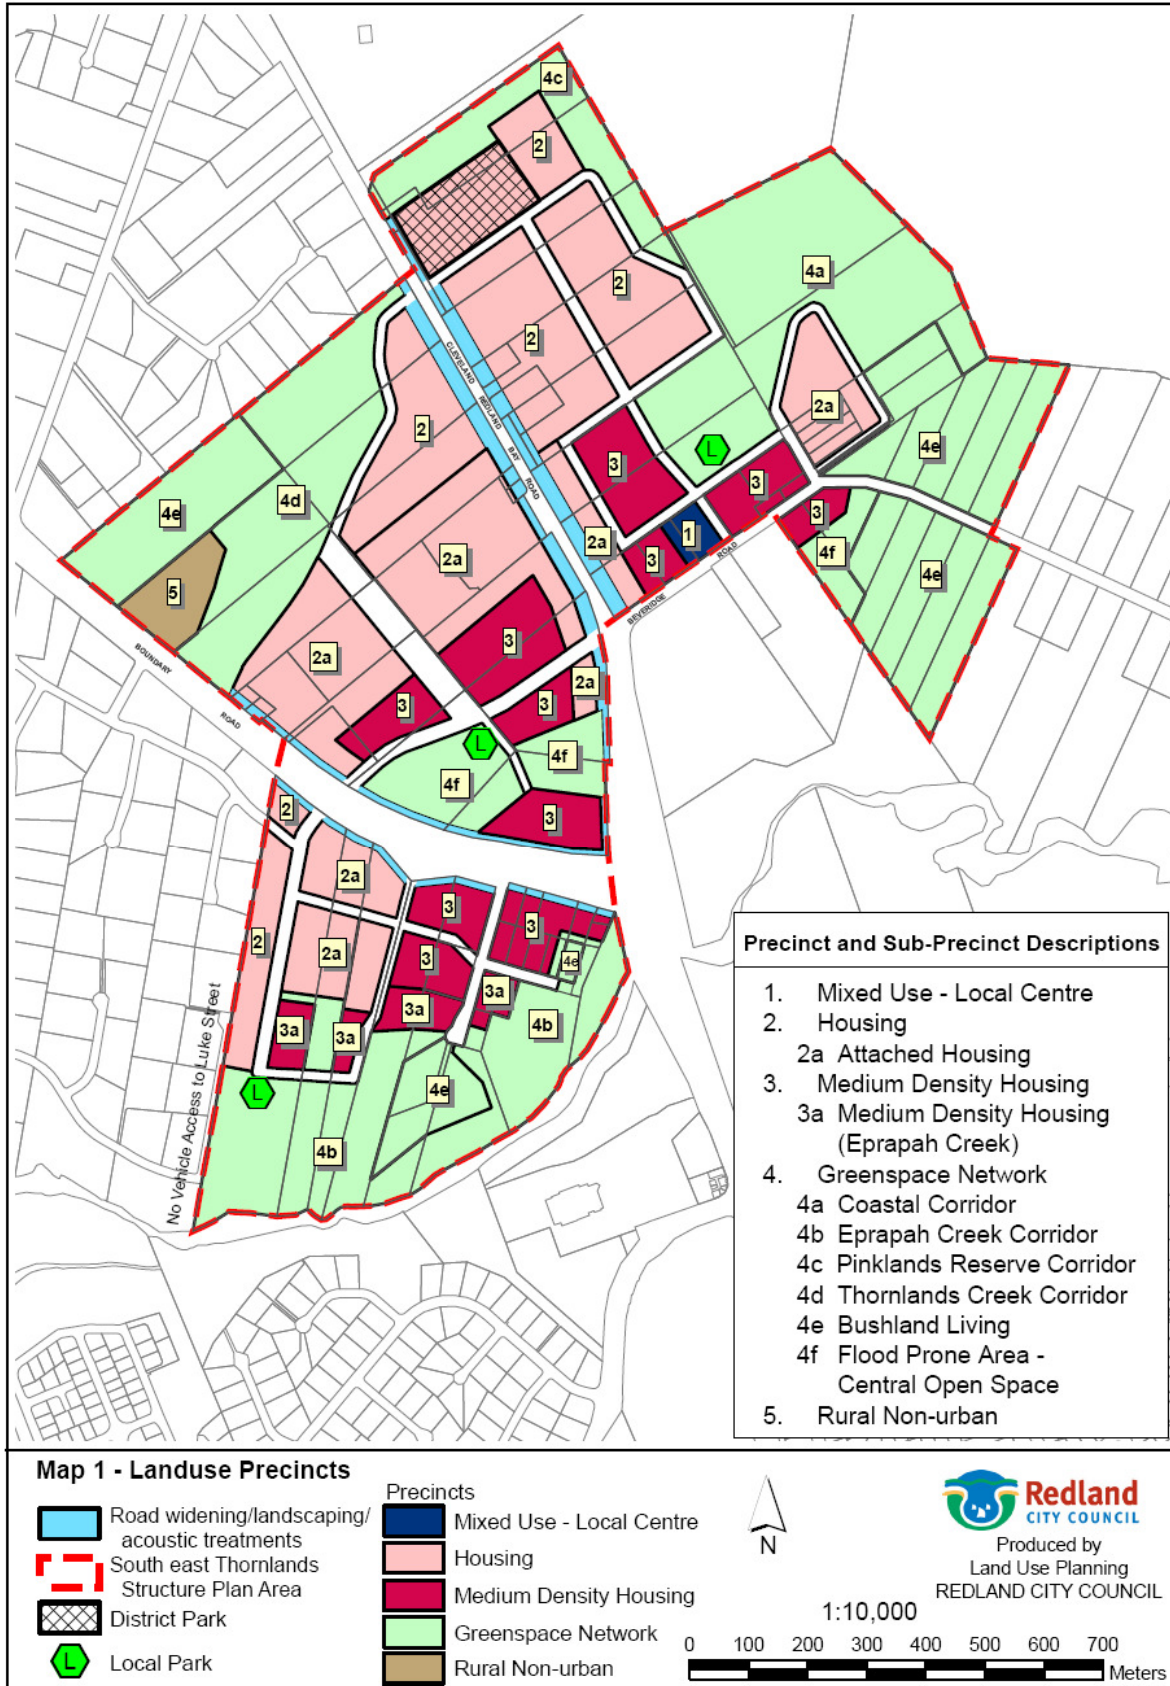 4c
2
4a
2
2
CLEVELAND REDLAND BAY ROAD
2
2a
L
3
4e
4d
4e
3
3
1
2a
2a
3
4f
5
4e
BEVERIDGE ROAD
BOUNDARY ROAD
2a
3
3
3
2a
L
4f
4f
2
3
2a
3
3
2
2a
3
4e
3a
3a
4b
3a
3a
4e
L
4b
No Vehicle Access to Luke Street
Precinct and Sub-Precinct Descriptions
1. Mixed Use - Local Centre
2. Housing
2a Attached Housing
3. Medium Density Housing
3a Medium Density Housing
(Eprapah Creek)
4. Greenspace Network
4a Coastal Corridor
4b Eprapah Creek Corridor
4c Pinklands Reserve Corridor
4d Thornlands Creek Corridor
4e Bushland Living
4f Flood Prone Area -
Central Open Space
5. Rural Non-urban
Map 1 - Landuse Precincts
Road widening/landscaping/
acoustic treatments
South east Thornlands
Structure Plan Area
District Park
L Local Park
Precincts
Mixed Use - Local Centre
Housing
Medium Density Housing
Greenspace Network
Rural Non-urban
N
Redland
CITY COUNCIL
Produced by
Land Use Planning
REDLAND CITY COUNCIL
1:10,000
0 100 200 300 400 500 600 700
Meters